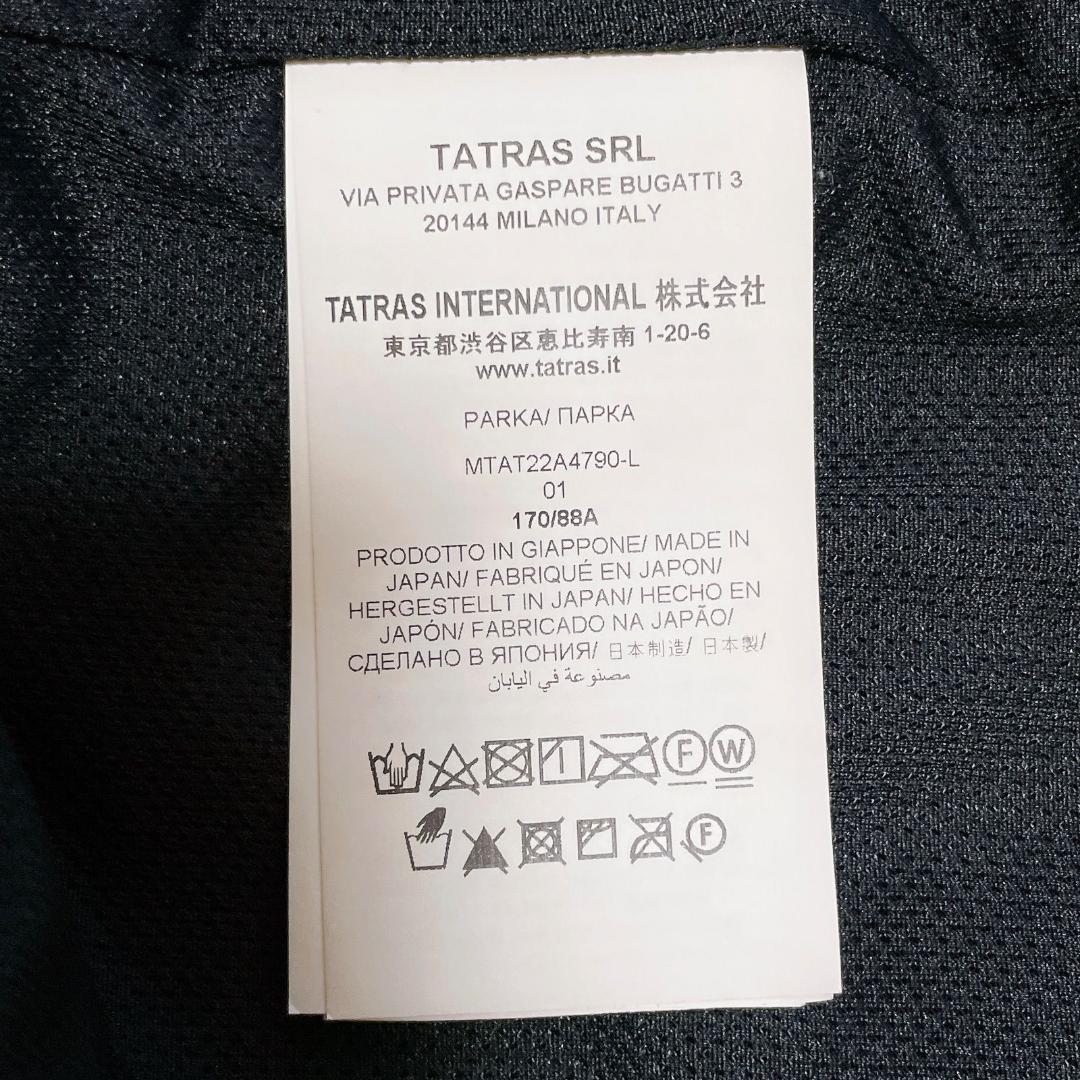 TATRAS SRL
VIA PRIVATA GASPARE BUGATTI 3
20144 MILANO ITALY
TATRAS INTERNATIONAL 株式会社
東京都渋谷区恵比寿南 1-20-6
www.tatras.it
PARKA/ ПАРКА
MTAT22A4790-L
01
170/88A
PRODOTTO IN GIAPPONE/ MADE IN
JAPAN/ FABRIQUÉ EN JAPON/
HERGESTELLT IN JAPAN/ HECHO EN
JAPÓN/ FABRICADO NA JAPÃO/
СДЕЛАНО В ЯПОНИЯ/ 日本制造/ 日本製/
مصنوعة في اليابان
F W
F